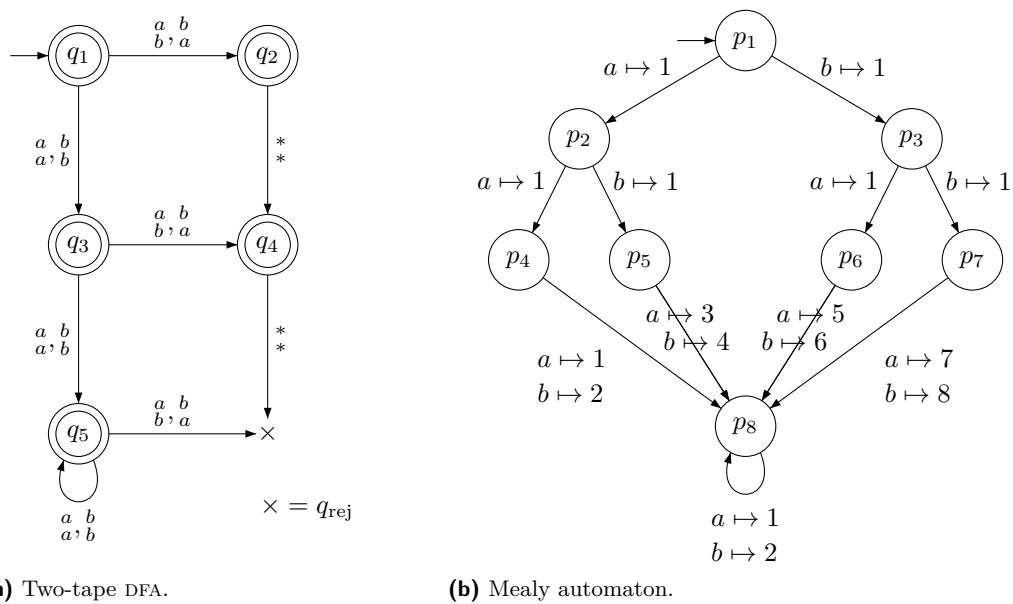 a b
b , a
q1 q2
p1
a ↦ 1 b ↦ 1
a b
a , b
*
*
p2 p3
a ↦ 1 b ↦ 1 a ↦ 1 b ↦ 1
a b
b , a
q3 q4
p4 p5 p6 p7
a b
a , b
*
*
a ↦ 3 a ↦ 5
b ↦ 4 b ↦ 6
a ↦ 1 a ↦ 7
b ↦ 2 b ↦ 8
a b
b , a
q5 ×
p8
× = qrej
a b
a , b
a ↦ 1
b ↦ 2
) Two-tape DFA.
(b) Mealy automaton.